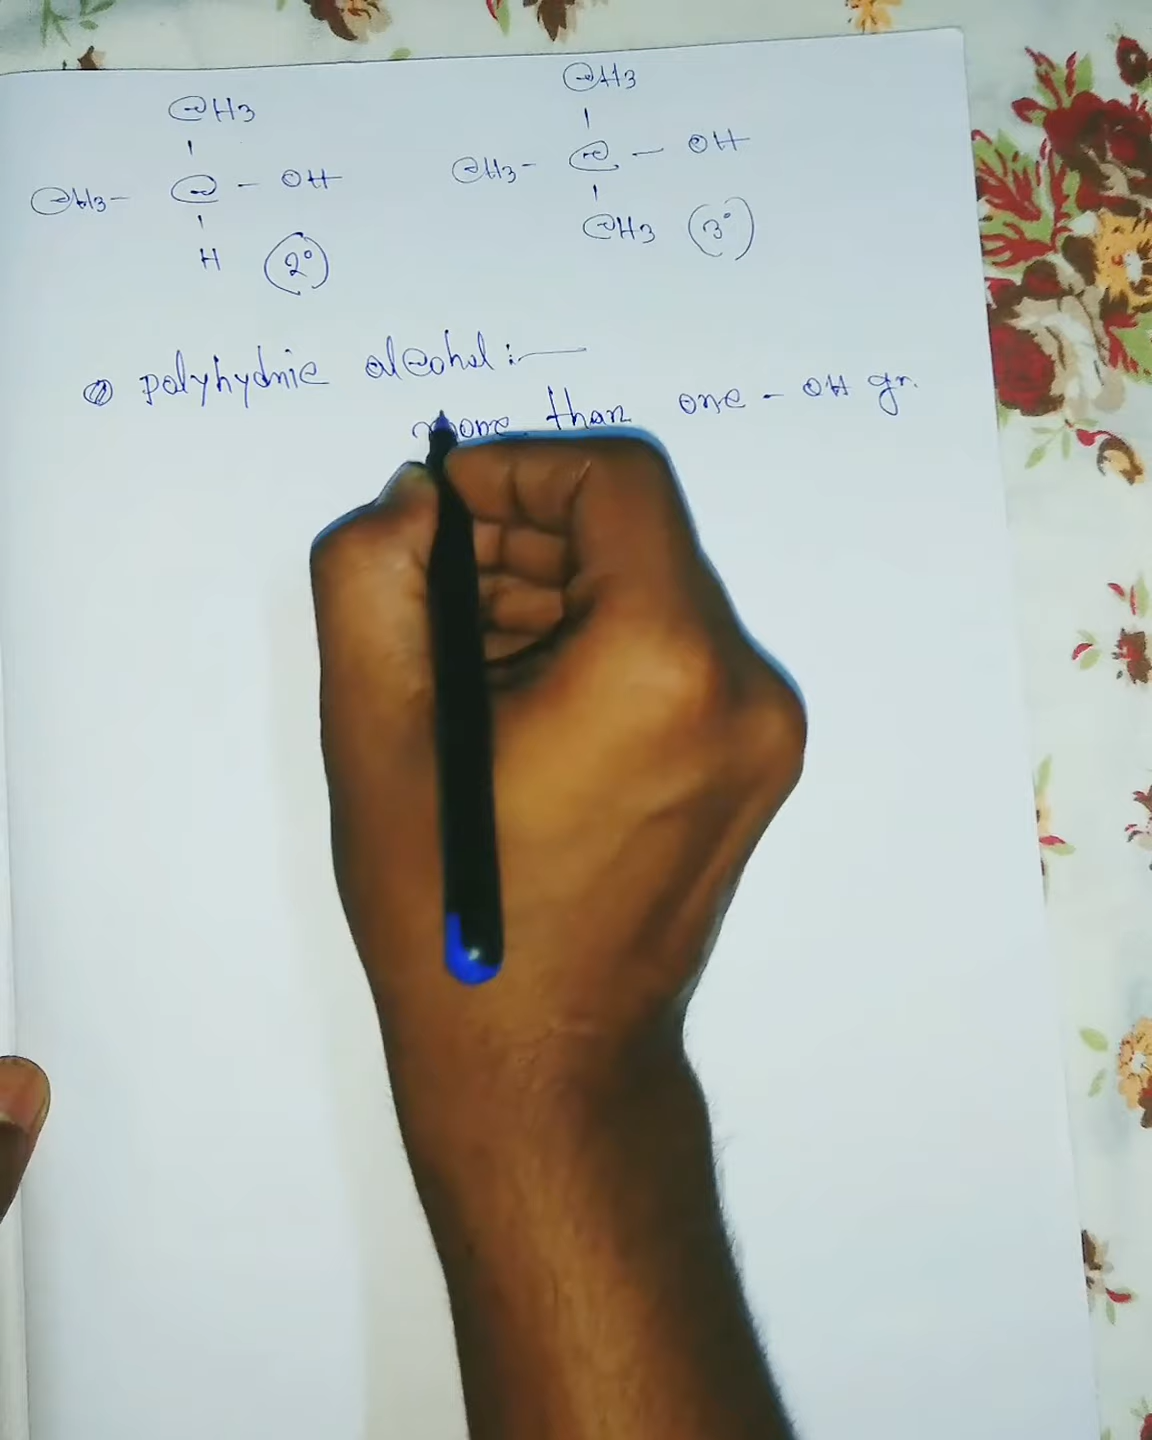 CH3
CH3
CH3- C - OH
CH3- C - OH
H (2°)
CH3 (3°)
polyhydric alcohol :-
more than one - OH gr.